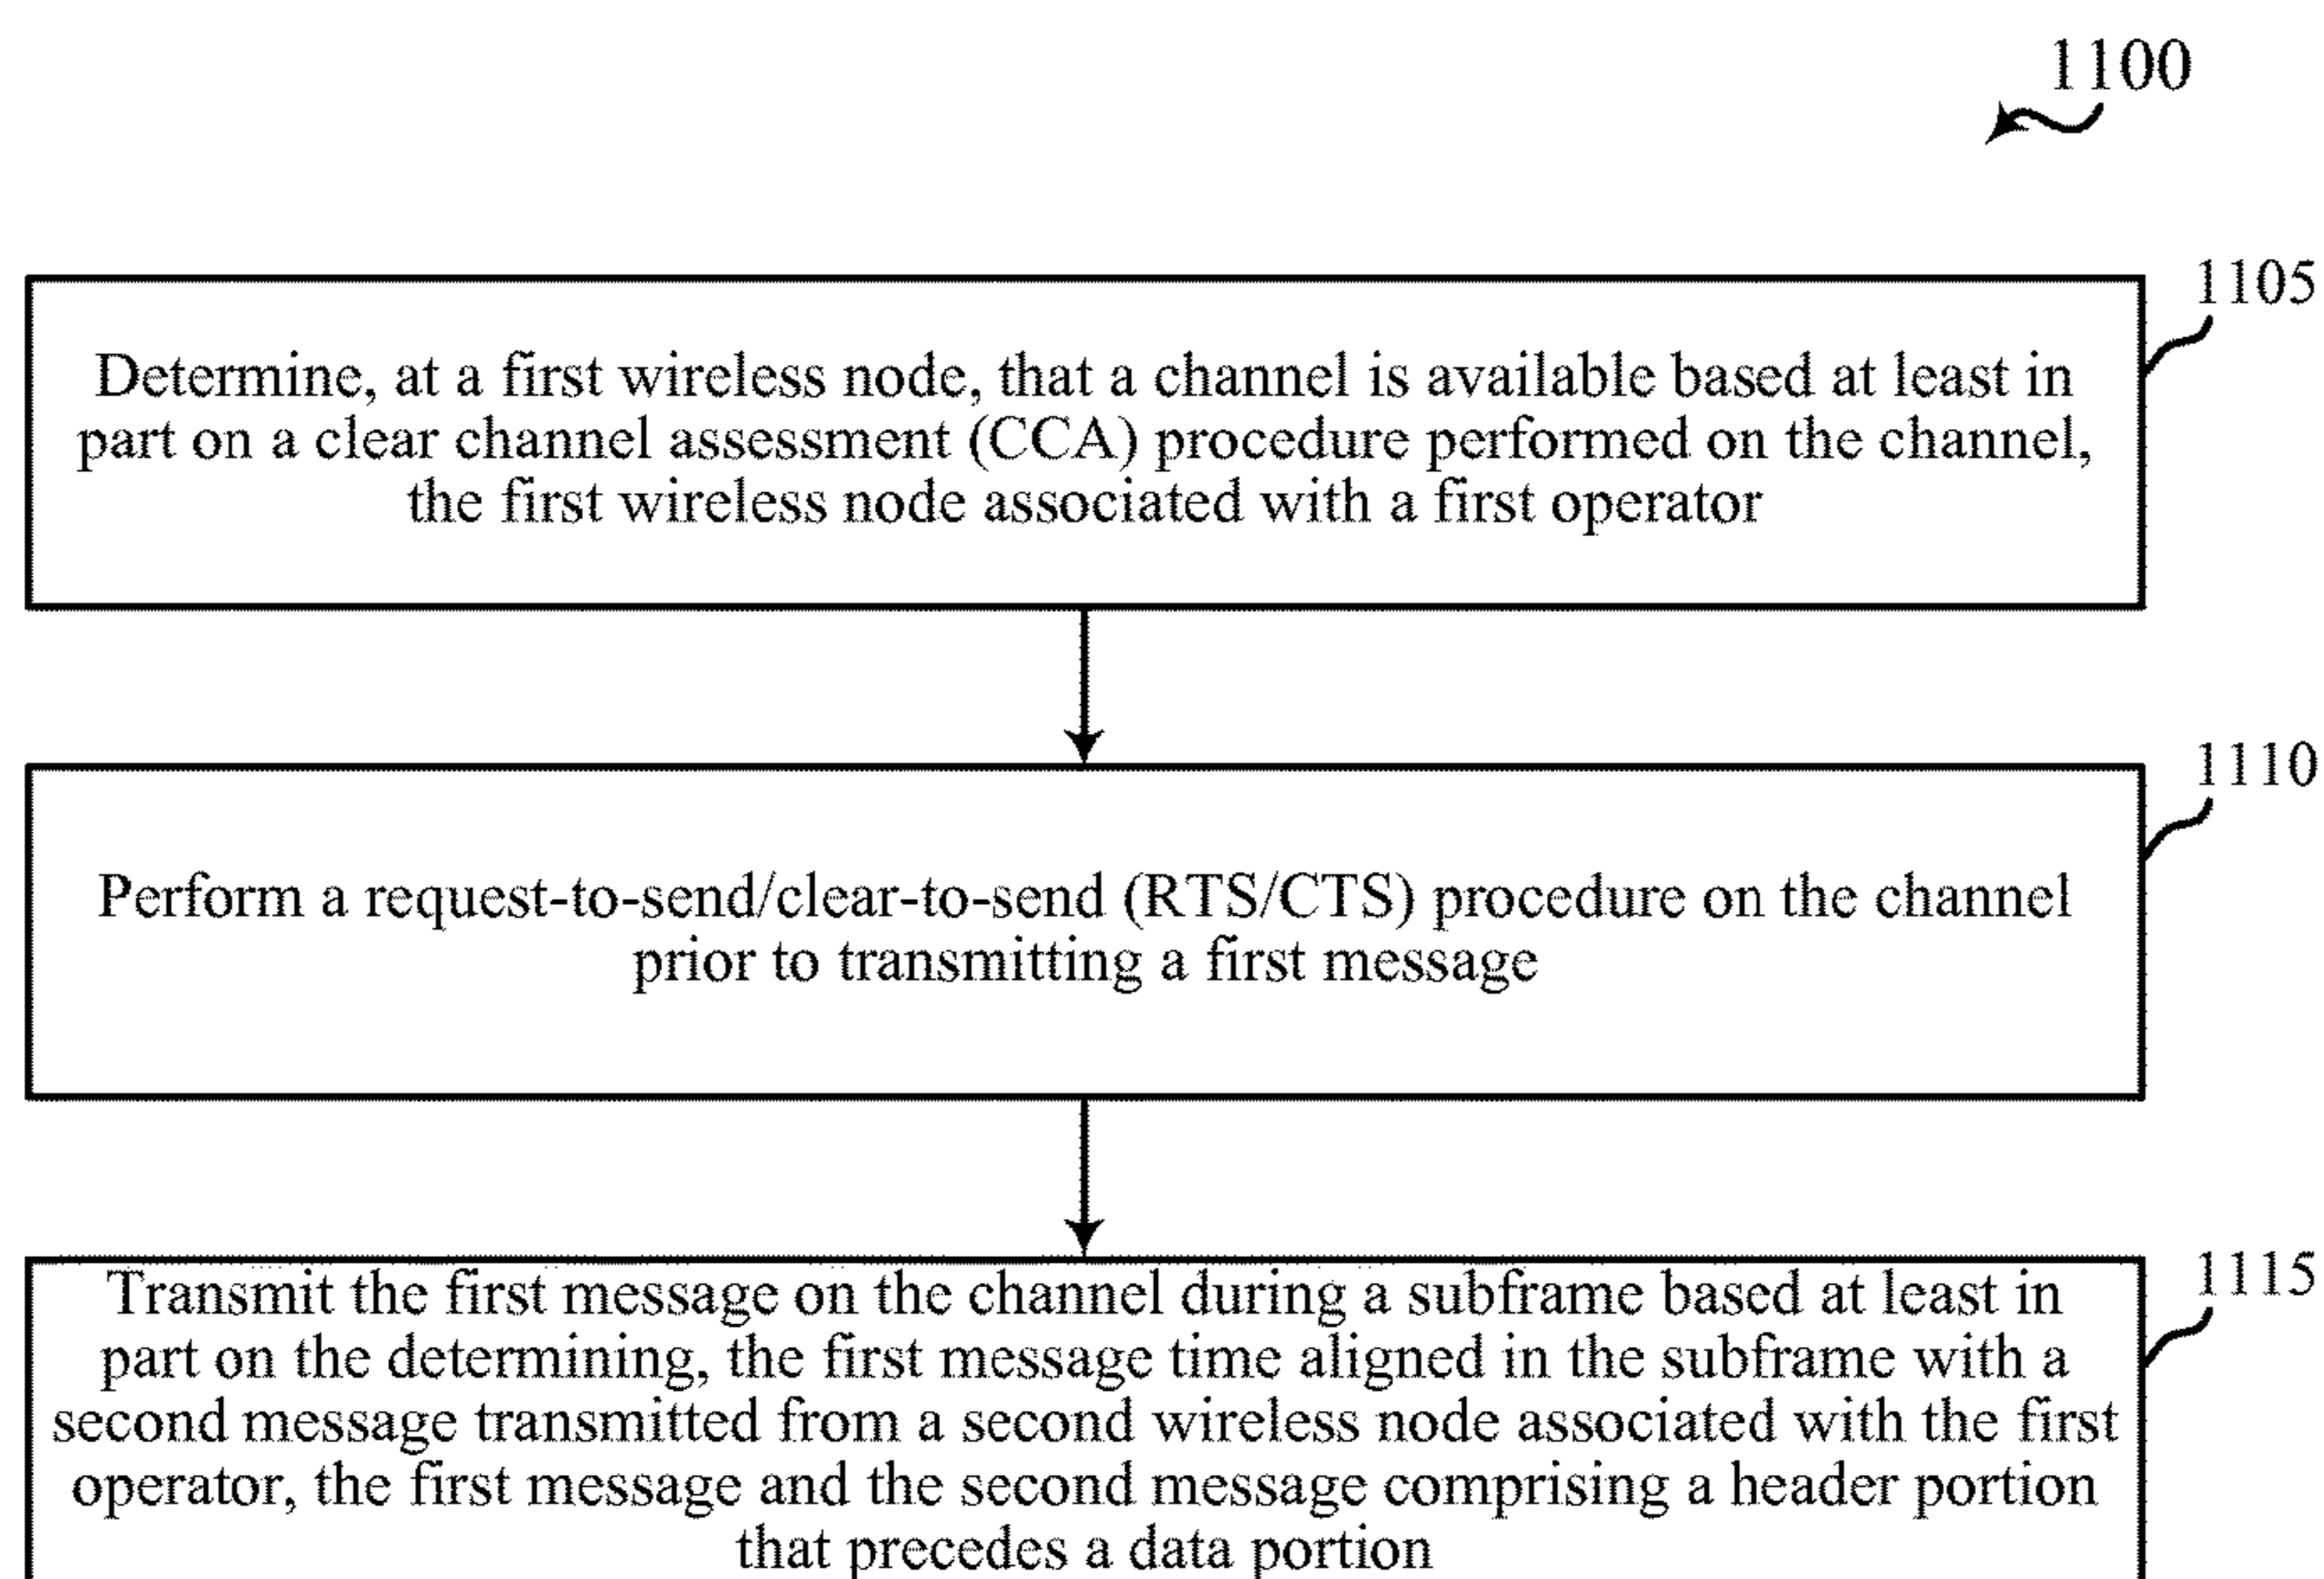 1100
1105
Determine, at a first wireless node, that a channel is available based at least in
part on a clear channel assessment (CCA) procedure performed on the channel,
the first wireless node associated with a first operator
1110
Perform a request-to-send/clear-to-send (RTS/CTS) procedure on the channel
prior to transmitting a first message
1115
Transmit the first message on the channel during a subframe based at least in
part on the determining, the first message time aligned in the subframe with a
second message transmitted from a second wireless node associated with the first
operator, the first message and the second message comprising a header portion
that precedes a data portion